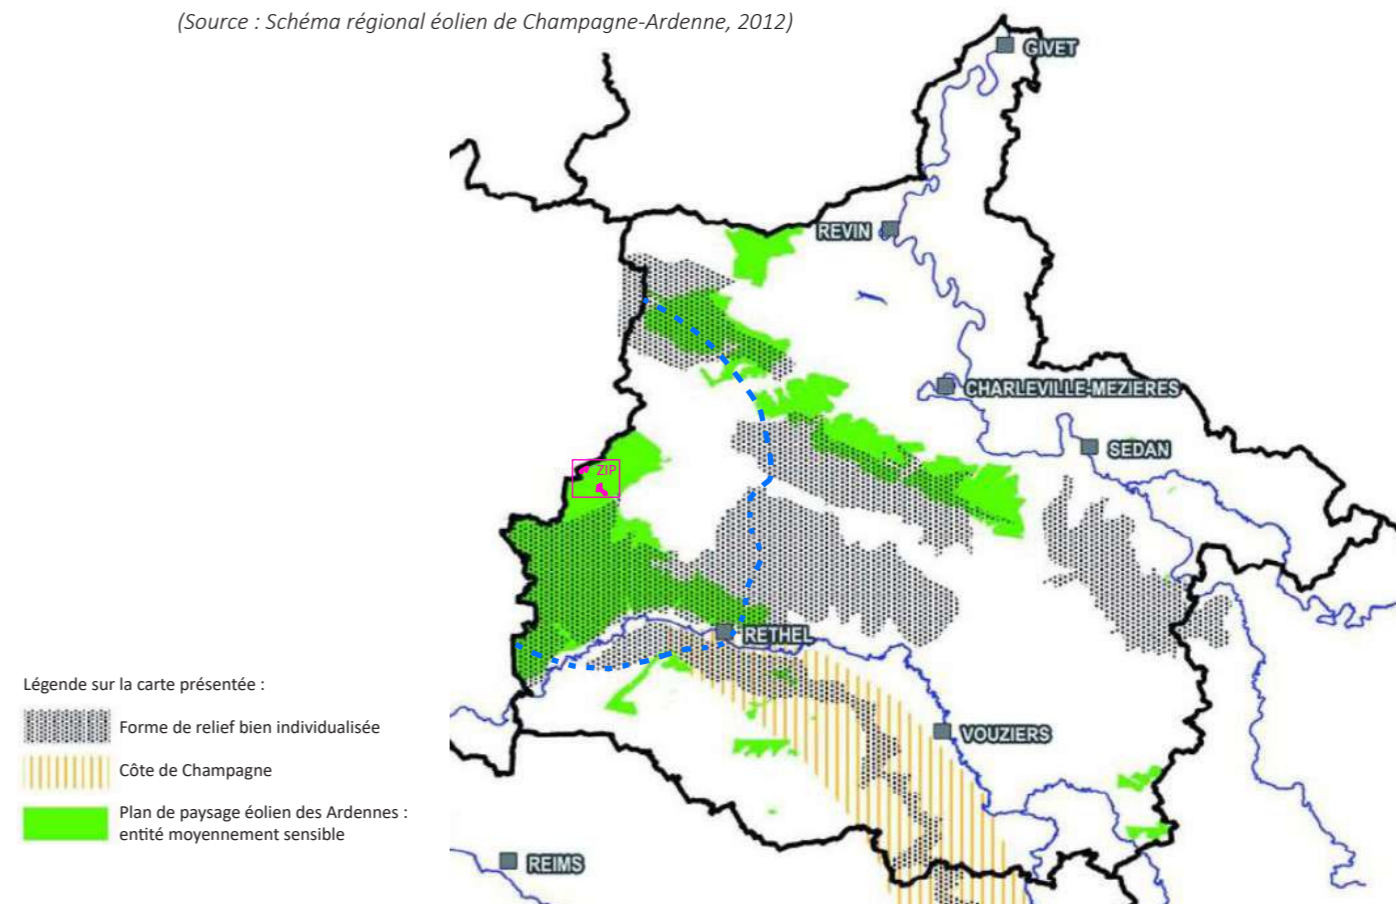 (Source : Schéma régional éolien de Champagne-Ardenne, 2012)
GIVET
REVIN
CHARLEVILLE-MEZIERES
SEDAN
ZIP
RETHEL
VOUZIERS
REIMS
Légende sur la carte présentée :
Forme de relief bien individualisée
Côte de Champagne
Plan de paysage éolien des Ardennes :
entité moyennement sensible